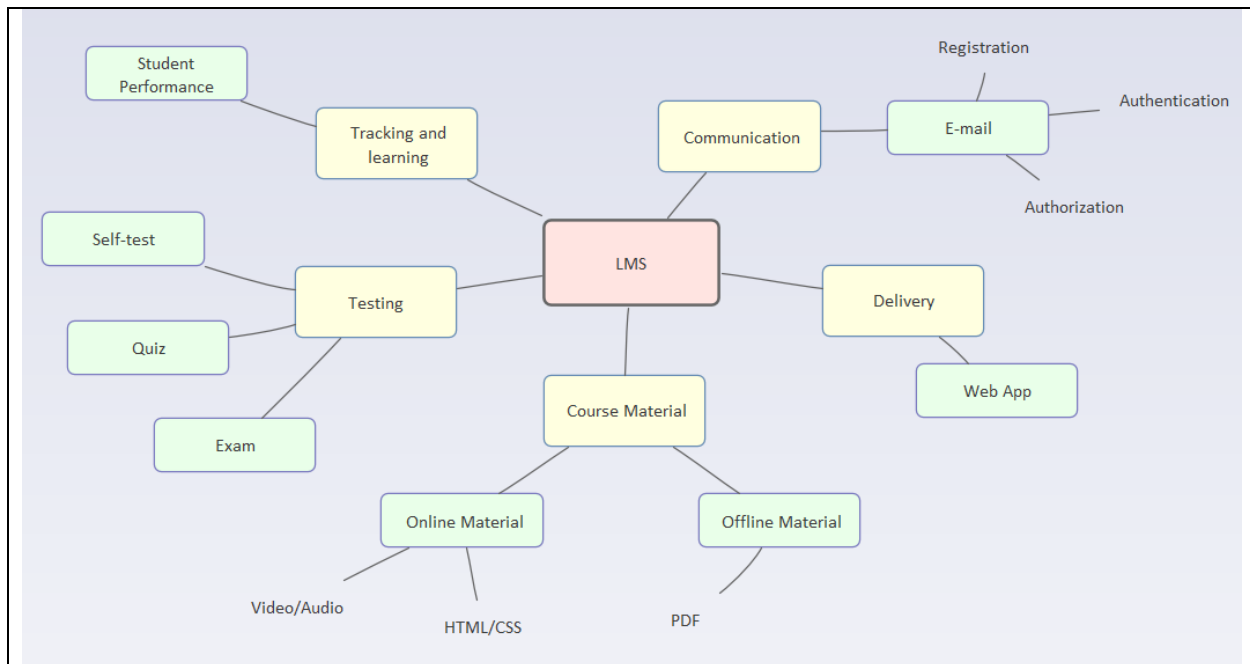 Student
Performance
Tracking and
learning
Communication
Registration
E-mail
Authentication
Authorization
LMS
Self-test
Testing
Quiz
Exam
Delivery
Web App
Course Material
Online Material
Offline Material
Video/Audio
HTML/CSS
PDF